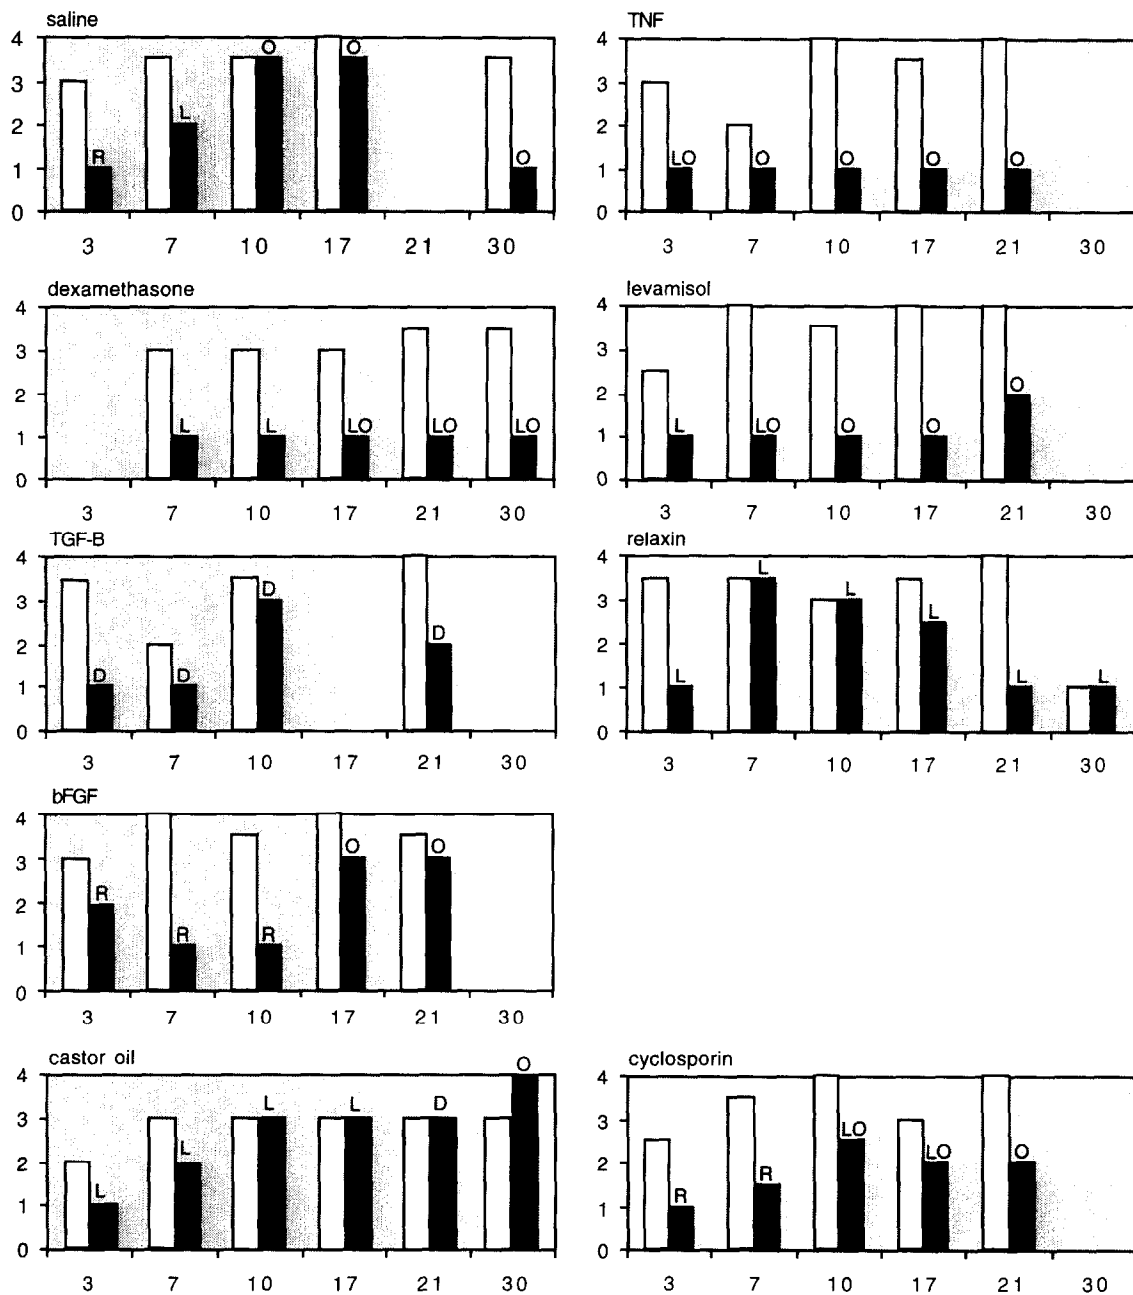 saline
4
3
2
1
0
R
L
O
O
O
3 7 10 17 21 30
TNF
4
3
2
1
0
LO
O
O
O
O
3 7 10 17 21 30
dexamethasone
4
3
2
1
0
L
L
LO
LO
LO
3 7 10 17 21 30
levamisol
4
3
2
1
0
L
LO
O
O
O
3 7 10 17 21 30
TGF-B
4
3
2
1
0
D
D
D
D
3 7 10 17 21 30
relaxin
4
3
2
1
0
L
L
L
L
L
L
3 7 10 17 21 30
bFGF
4
3
2
1
0
R
R
R
O
O
3 7 10 17 21 30
castor oil
4
3
2
1
0
L
L
L
L
D
O
3 7 10 17 21 30
cyclosporin
4
3
2
1
0
R
R
LO
LO
O
3 7 10 17 21 30